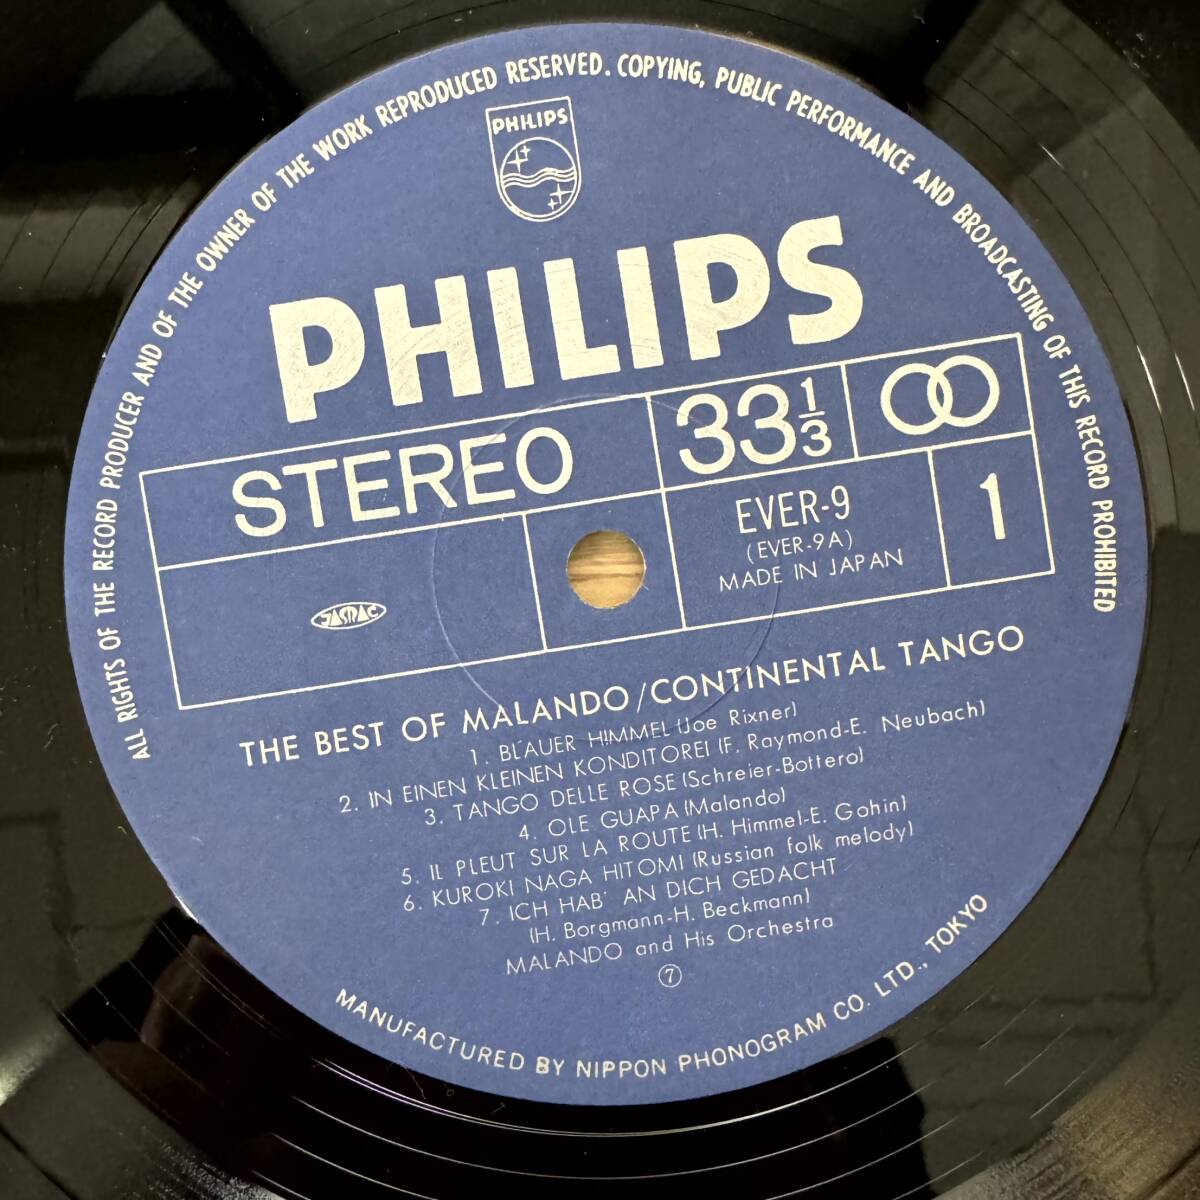 ALL RIGHTS OF THE RECORD PRODUCER AND OF THE OWNER OF THE WORK REPRODUCED RESERVED. COPYING, PUBLIC PERFORMANCE AND BROADCASTING OF THIS RECORD PROHIBITED
PHILIPS
PHILIPS
STEREO
33 1/3
EVER-9
(EVER-9A)
MADE IN JAPAN
1
JASRAC
THE BEST OF MALANDO/CONTINENTAL TANGO
1. BLAUER HIMMEL (Joe Rixner)
2. IN EINEN KLEINEN KONDITOREI (F. Raymond-E. Neubach)
3. TANGO DELLE ROSE (Schreier-Bottero)
4. OLE GUAPA (Malando)
5. IL PLEUT SUR LA ROUTE (H. Himmel-E. Gohin)
6. KUROKI NAGA HITOMI (Russian folk melody)
7. ICH HAB' AN DICH GEDACHT
(H. Borgmann-H. Beckmann)
MALANDO and His Orchestra
⑦
MANUFACTURED BY NIPPON PHONOGRAM CO. LTD., TOKYO